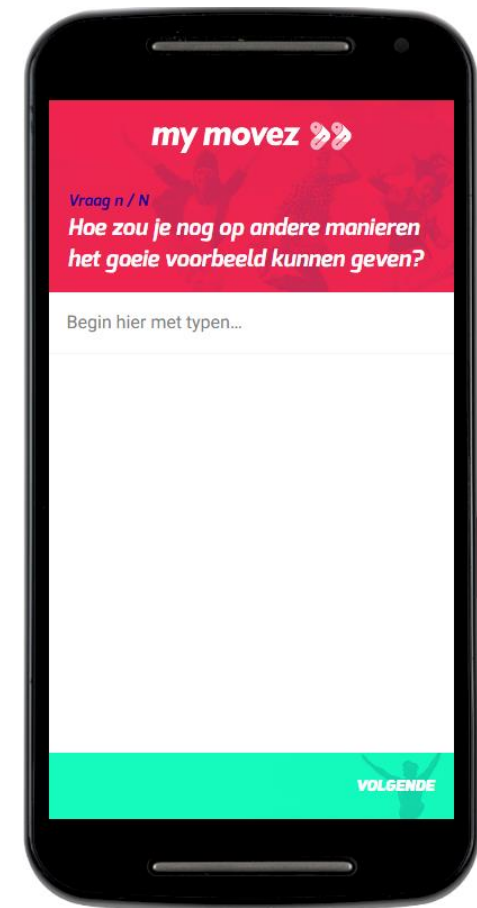 my movez
Vraag n / N
Hoe zou je nog op andere manieren
het goeie voorbeeld kunnen geven?
Begin hier met typen...
VOLGENDE